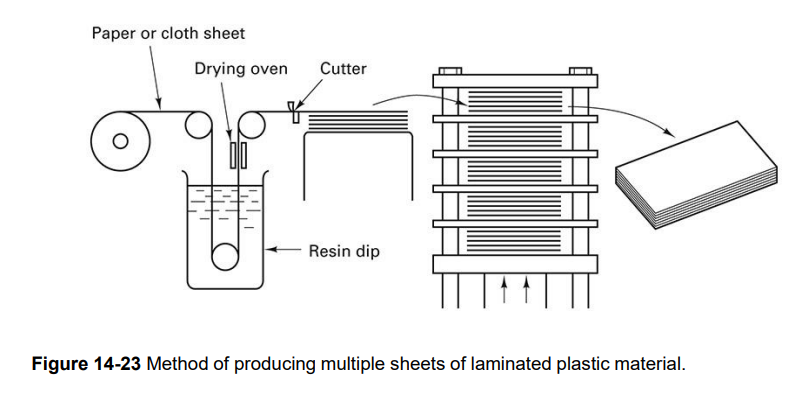 Paper or cloth sheet
Drying oven
Cutter
Resin dip
Figure 14-23 Method of producing multiple sheets of laminated plastic material.